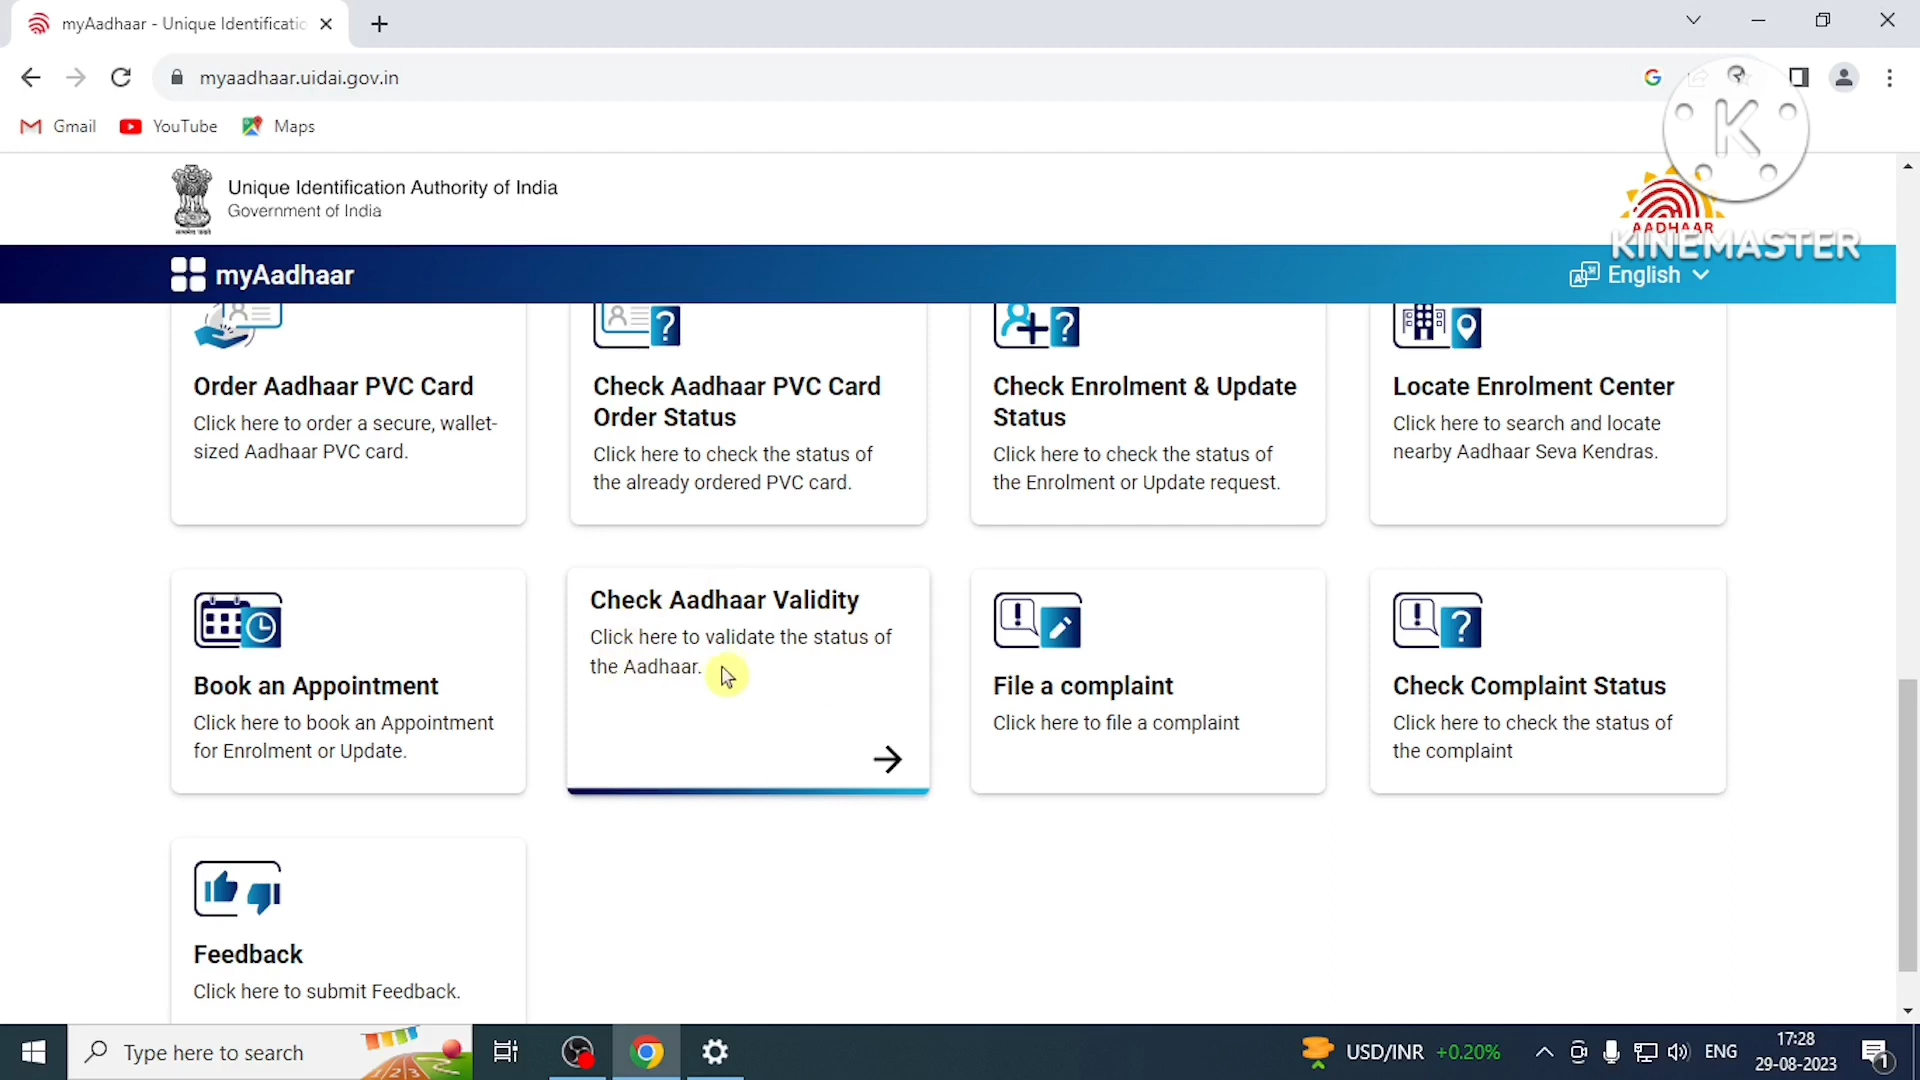 myAadhaar - Unique Identificatio
myaadhaar.uidai.gov.in
Gmail
YouTube
Maps
Unique Identification Authority of India
Government of India
K
AADHAAR
KINEMASTER
myAadhaar
English
Order Aadhaar PVC Card
Click here to order a secure, wallet-
sized Aadhaar PVC card.
Check Aadhaar PVC Card
Order Status
Click here to check the status of
the already ordered PVC card.
Check Enrolment & Update
Status
Click here to check the status of
the Enrolment or Update request.
Locate Enrolment Center
Click here to search and locate
nearby Aadhaar Seva Kendras.
Book an Appointment
Click here to book an Appointment
for Enrolment or Update.
Check Aadhaar Validity
Click here to validate the status of
the Aadhaar.
File a complaint
Click here to file a complaint
Check Complaint Status
Click here to check the status of
the complaint
Feedback
Click here to submit Feedback.
Type here to search
USD/INR +0.20%
ENG
17:28
29-08-2023
1